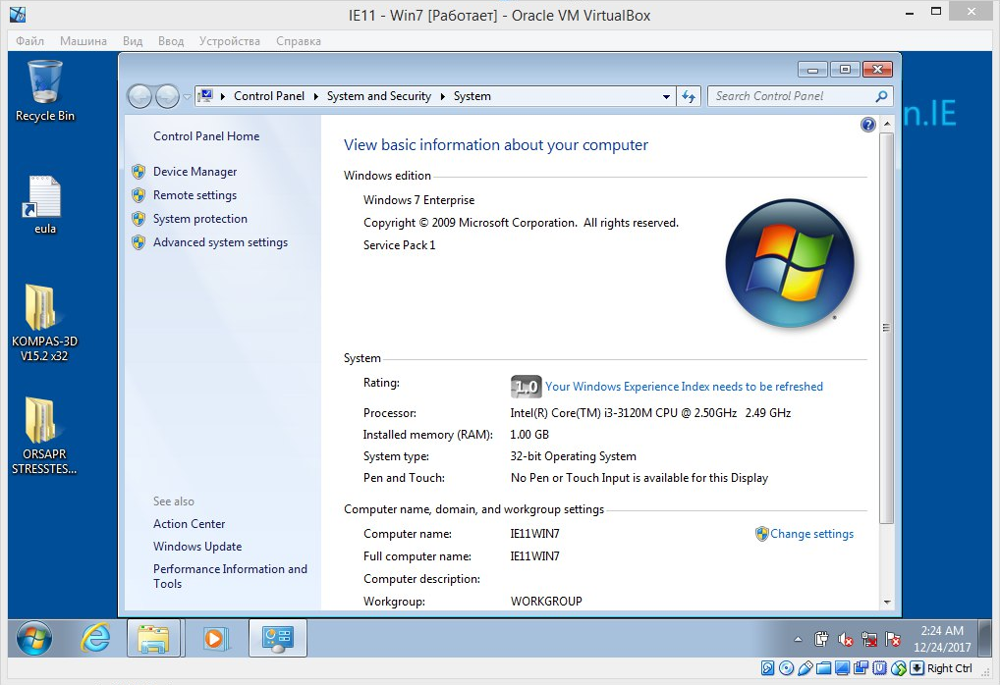 IE11 - Win7 [Работает] - Oracle VM VirtualBox
Файл Машина Вид Ввод Устройства Справка
Recycle Bin
eula
KOMPAS-3D
V15.2 x32
ORSAPR
STRESSTES...
n.IE
Control Panel System and Security System
Search Control Panel
Control Panel Home
Device Manager
Remote settings
System protection
Advanced system settings
See also
Action Center
Windows Update
Performance Information and
Tools
View basic information about your computer
Windows edition
Windows 7 Enterprise
Copyright © 2009 Microsoft Corporation. All rights reserved.
Service Pack 1
System
Rating: 1.0 Your Windows Experience Index needs to be refreshed
Processor: Intel(R) Core(TM) i3-3120M CPU @ 2.50GHz 2.49 GHz
Installed memory (RAM): 1.00 GB
System type: 32-bit Operating System
Pen and Touch: No Pen or Touch Input is available for this Display
Computer name, domain, and workgroup settings
Computer name: IE11WIN7 Change settings
Full computer name: IE11WIN7
Computer description:
Workgroup: WORKGROUP
2:24 AM
12/24/2017
Right Ctrl